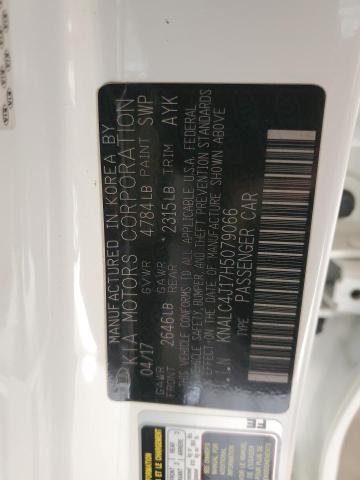 MANUFACTURED IN KOREA BY
KIA MOTORS CORPORATION
04/17 GVWR 4784LB PAINT SWP
GAWR FRONT 2646LB GAWR REAR 2315LB TRIM AYK
THIS VEHICLE CONFORMS TO ALL APPLICABLE U.S.A. FEDERAL
MOTOR VEHICLE SAFETY, BUMPER, AND THEFT PREVENTION STANDARDS
IN EFFECT ON THE DATE OF MANUFACTURE SHOWN ABOVE
KNALC4J17H5079066
TYPE : PASSENGER CAR